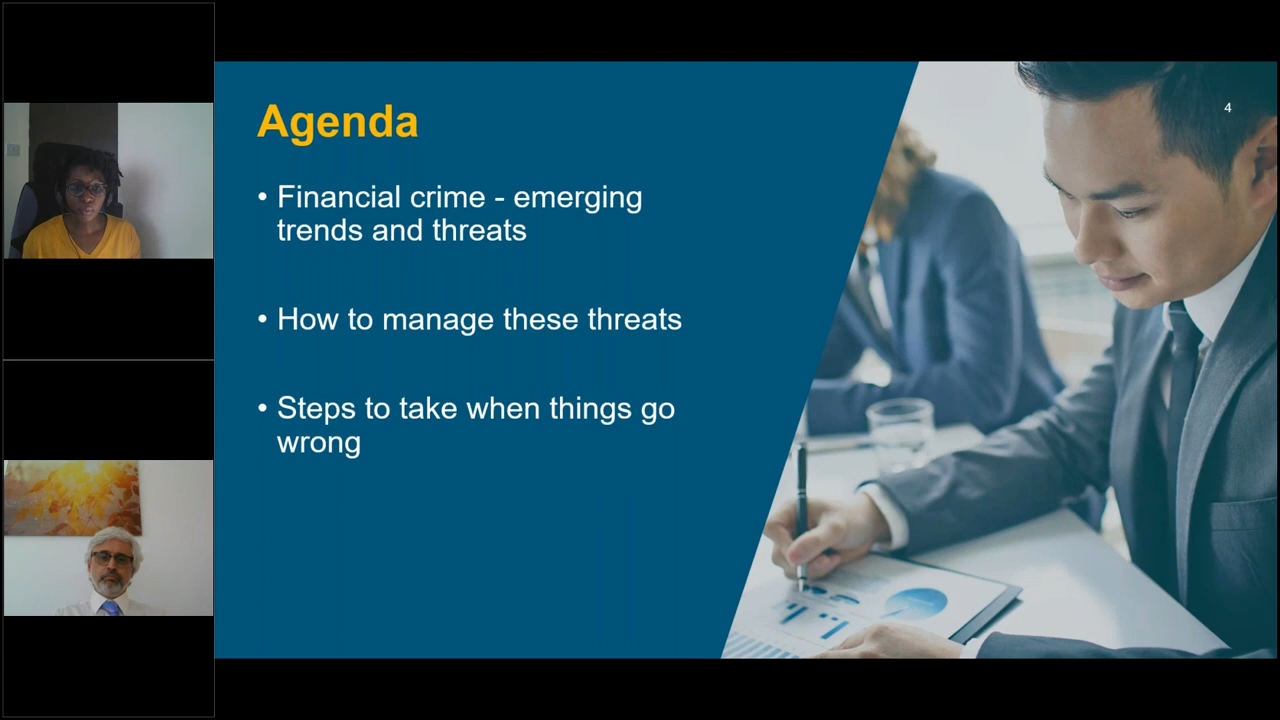 Agenda
4
• Financial crime - emerging
trends and threats
• How to manage these threats
• Steps to take when things go
wrong